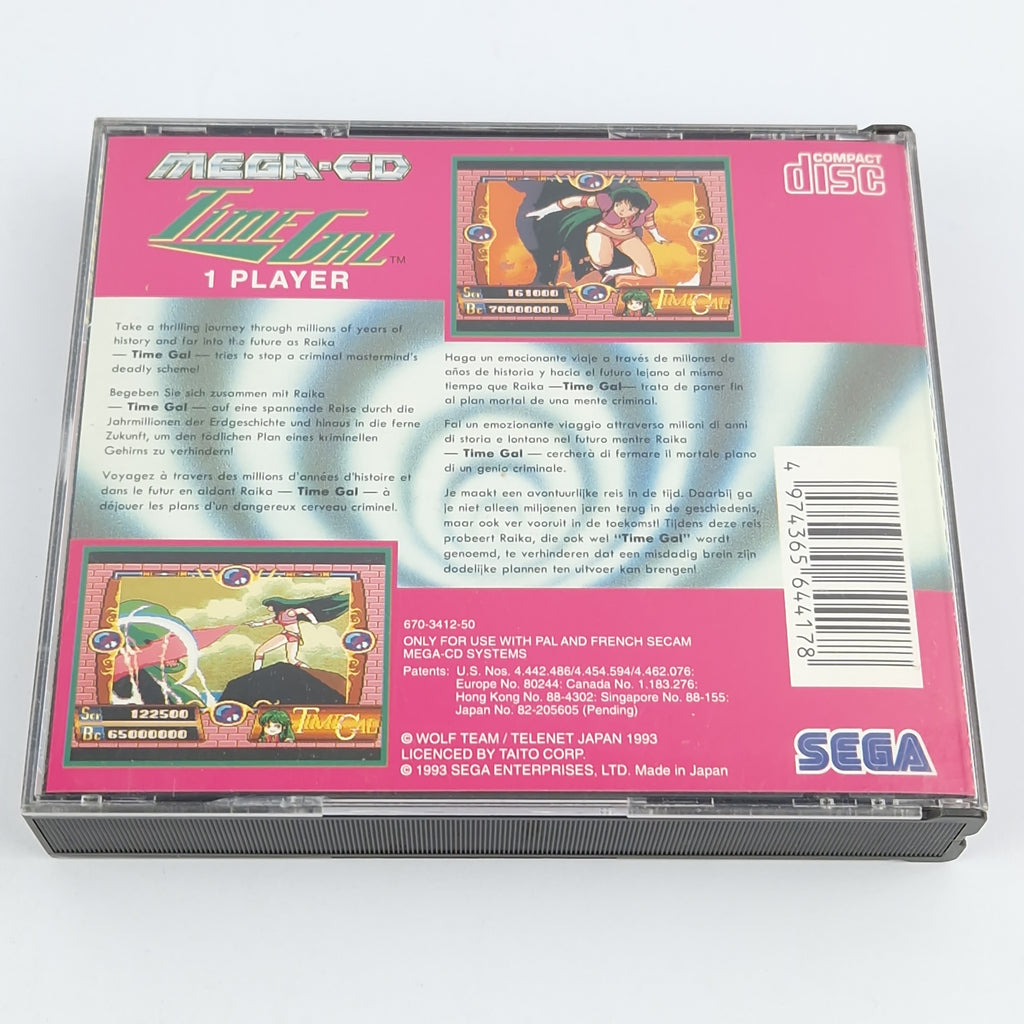 MEGA-CD
TIME GAL™
1 PLAYER
COMPACT
disc
Scr 161000
Bc 70000000
TIME GAL
Take a thrilling journey through millions of years of
history and far into the future as Raika
— Time Gal — tries to stop a criminal mastermind's
deadly scheme!
Begeben Sie sich zusammen mit Raika
— Time Gal — auf eine spannende Reise durch die
Jahrmillionen der Erdgeschichte und hinaus in die ferne
Zukunft, um den tödlichen Plan eines kriminellen
Gehirns zu verhindern!
Voyagez à travers des millions d'années d'histoire et
dans le futur en aidant Raika — Time Gal — à
déjouer les plans d'un dangereux cerveau criminel.
Haga un emocionante viaje a través de millones de
años de historia y hacia el futuro lejano al mismo
tiempo que Raika —Time Gal— trata de poner fin
al plan mortal de una mente criminal.
Fai un emozionante viaggio attraverso milioni di anni
di storia e lontano nel futuro mentre Raika
— Time Gal — cercherà di fermare il mortale piano
di un genio criminale.
Je maakt een avontuurlijke reis in de tijd. Daarbij ga
je niet alleen miljoenen jaren terug in de geschiedenis,
maar ook ver vooruit in de toekomst! Tijdens deze reis
probeert Raika, die ook wel "Time Gal" wordt
genoemd, te verhinderen dat een misdadig brein zijn
dodelijke plannen ten uitvoer kan brengen!
4 974365 644178
Scr 122500
Bc 65000000
TIME GAL
670-3412-50
ONLY FOR USE WITH PAL AND FRENCH SECAM
MEGA-CD SYSTEMS
Patents: U.S. Nos. 4.442.486/4.454.594/4.462.076:
Europe No. 80244: Canada No. 1.183.276:
Hong Kong No. 88-4302: Singapore No. 88-155:
Japan No. 82-205605 (Pending)
© WOLF TEAM / TELENET JAPAN 1993
LICENCED BY TAITO CORP.
© 1993 SEGA ENTERPRISES, LTD. Made in Japan
SEGA